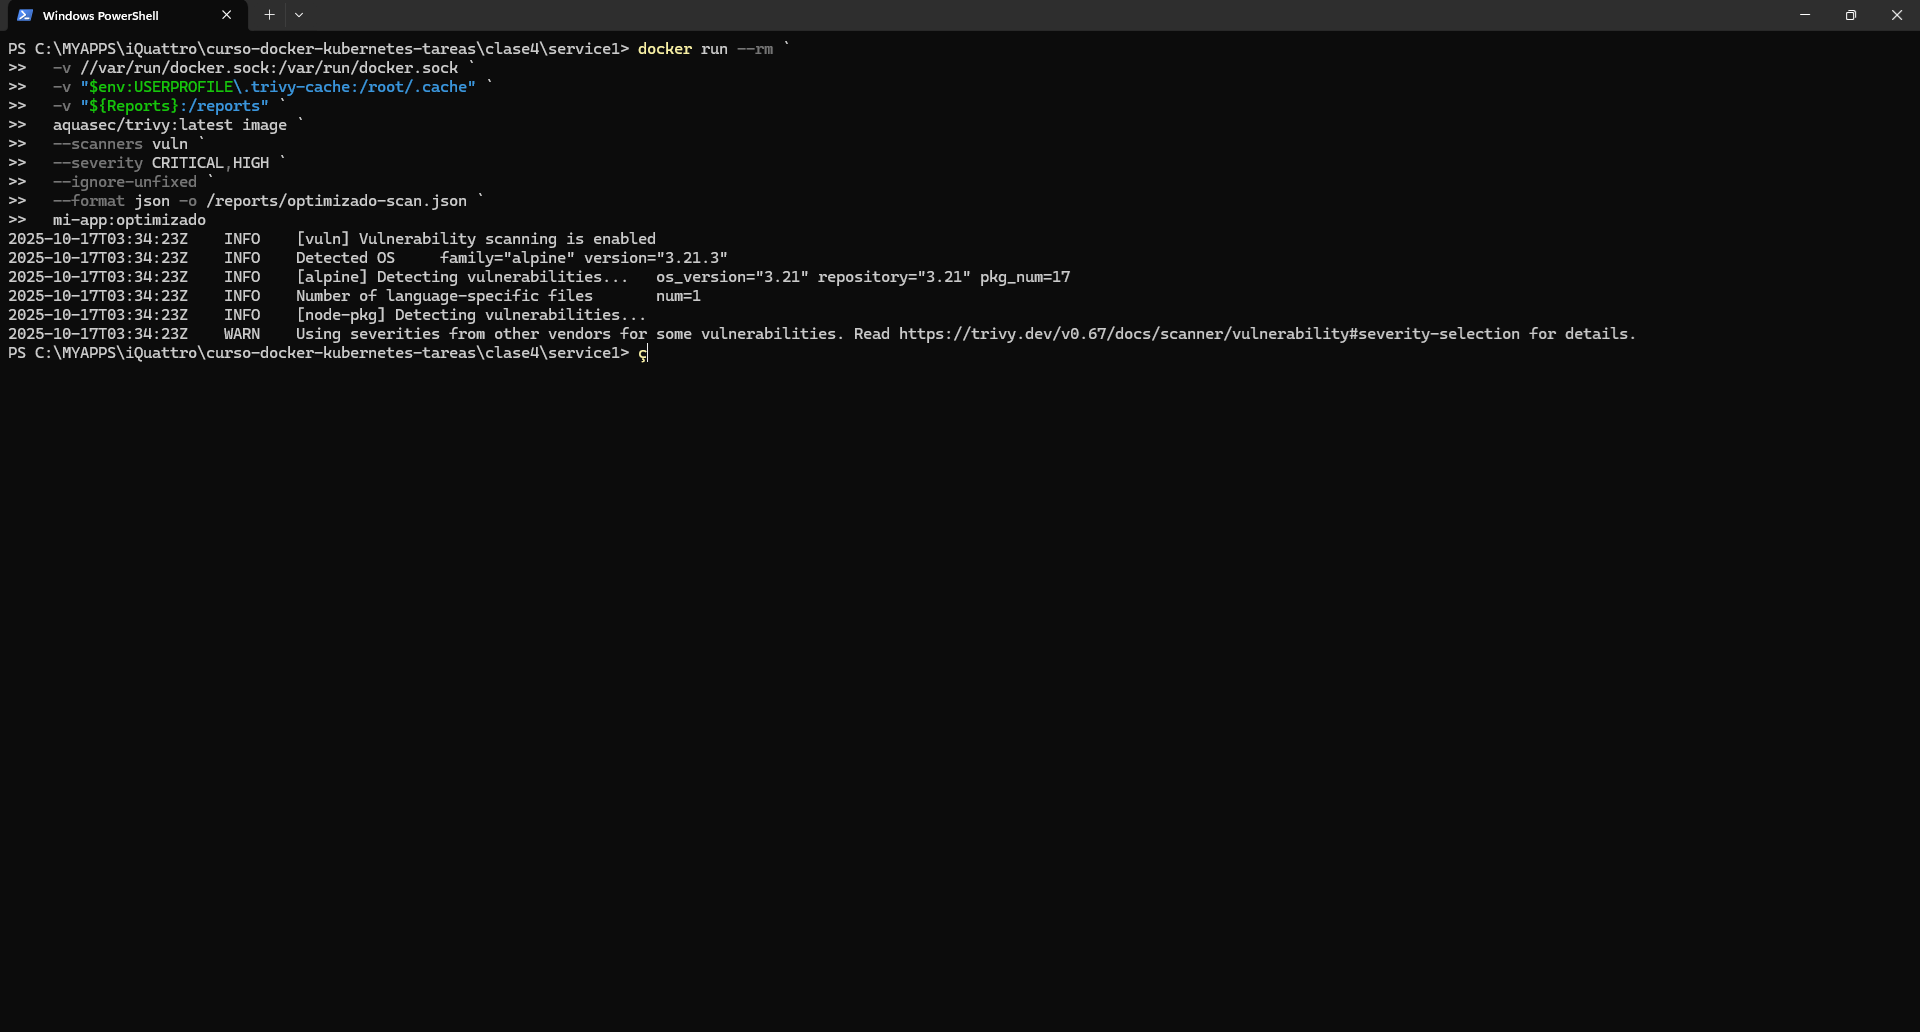 Windows PowerShell
PS C:\MYAPPS\iQuattro\curso-docker-kubernetes-tareas\clase4\service1> docker run --rm `
>>   -v //var/run/docker.sock:/var/run/docker.sock `
>>   -v "$env:USERPROFILE\.trivy-cache:/root/.cache" `
>>   -v "${Reports}:/reports" `
>>   aquasec/trivy:latest image `
>>   --scanners vuln `
>>   --severity CRITICAL,HIGH `
>>   --ignore-unfixed `
>>   --format json -o /reports/optimizado-scan.json `
>>   mi-app:optimizado
2025-10-17T03:34:23Z    INFO    [vuln] Vulnerability scanning is enabled
2025-10-17T03:34:23Z    INFO    Detected OS     family="alpine" version="3.21.3"
2025-10-17T03:34:23Z    INFO    [alpine] Detecting vulnerabilities...   os_version="3.21" repository="3.21" pkg_num=17
2025-10-17T03:34:23Z    INFO    Number of language-specific files       num=1
2025-10-17T03:34:23Z    INFO    [node-pkg] Detecting vulnerabilities...
2025-10-17T03:34:23Z    WARN    Using severities from other vendors for some vulnerabilities. Read https://trivy.dev/v0.67/docs/scanner/vulnerability#severity-selection for details.
PS C:\MYAPPS\iQuattro\curso-docker-kubernetes-tareas\clase4\service1> ç